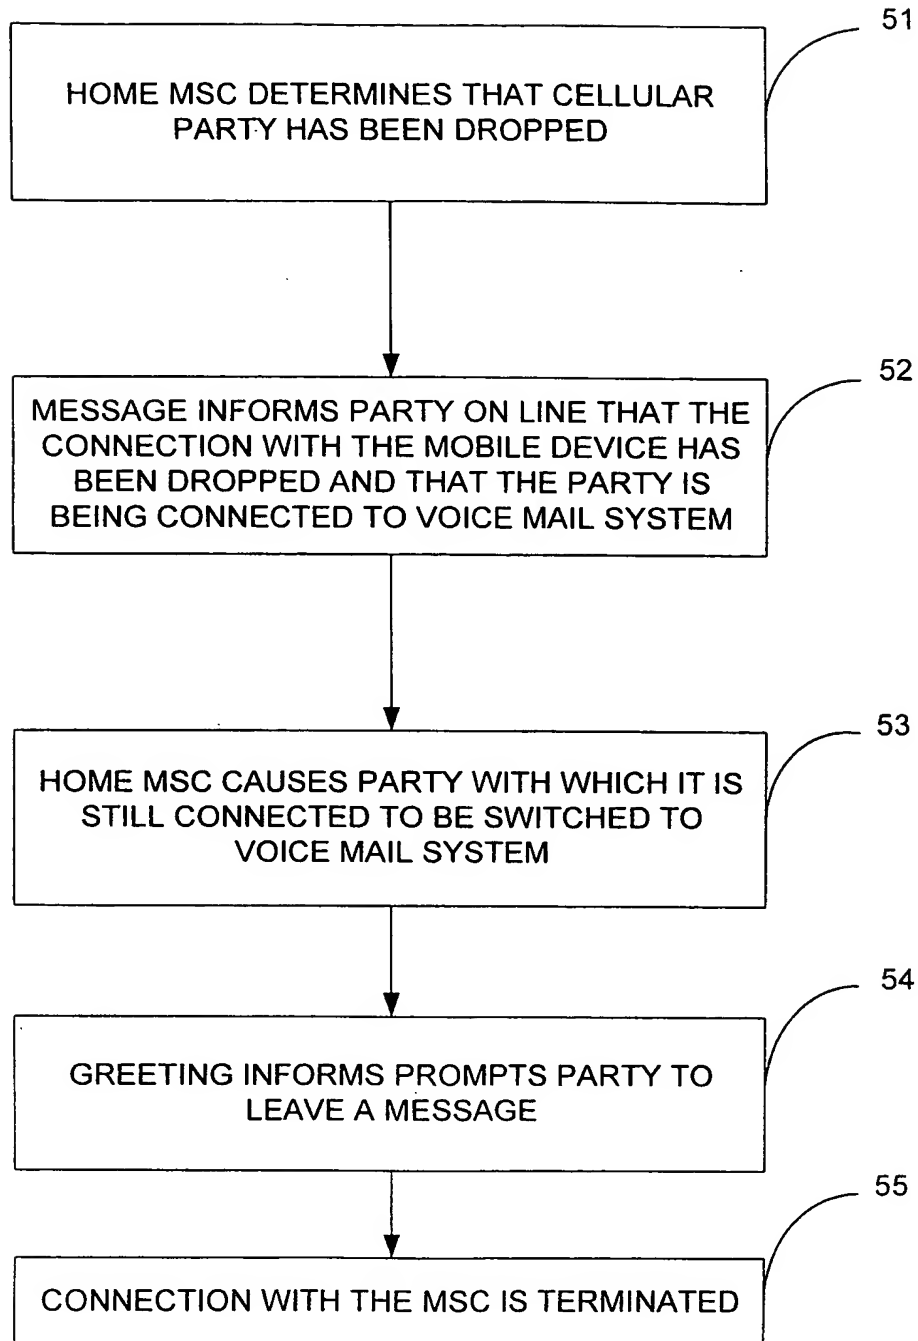 51
HOME MSC DETERMINES THAT CELLULAR
PARTY HAS BEEN DROPPED
52
MESSAGE INFORMS PARTY ON LINE THAT THE
CONNECTION WITH THE MOBILE DEVICE HAS
BEEN DROPPED AND THAT THE PARTY IS
BEING CONNECTED TO VOICE MAIL SYSTEM
53
HOME MSC CAUSES PARTY WITH WHICH IT IS
STILL CONNECTED TO BE SWITCHED TO
VOICE MAIL SYSTEM
54
GREETING INFORMS PROMPTS PARTY TO
LEAVE A MESSAGE
55
CONNECTION WITH THE MSC IS TERMINATED